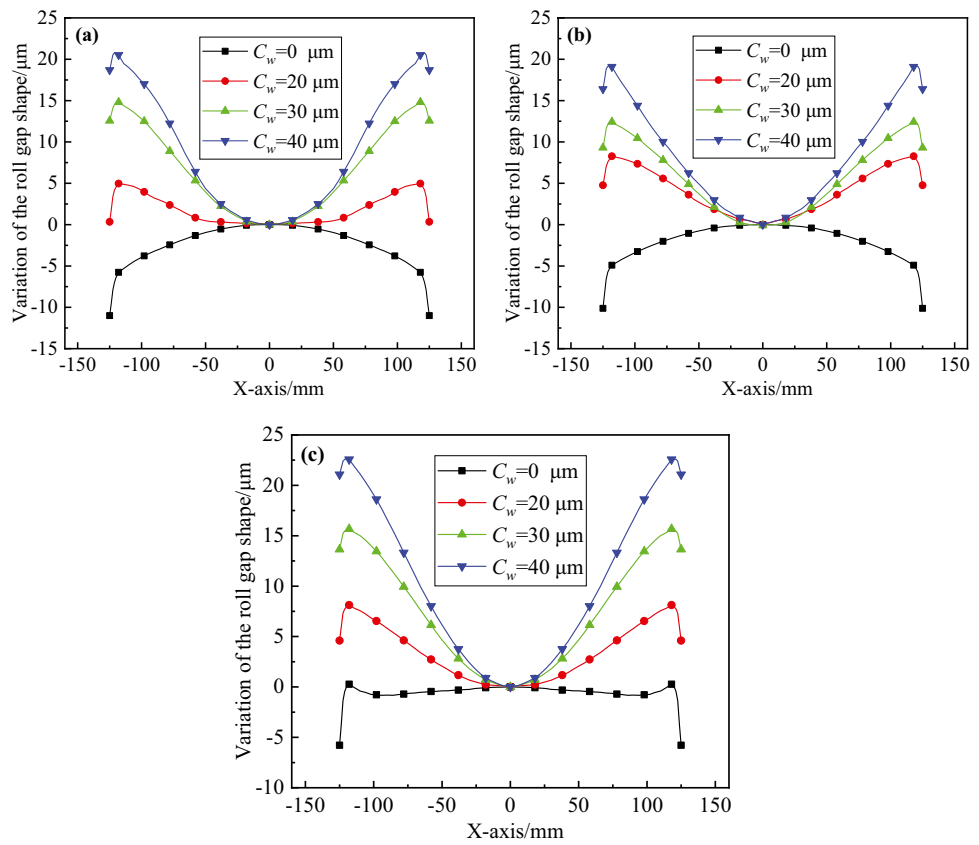 (a)
C_w=0 μm
C_w=20 μm
C_w=30 μm
C_w=40 μm
Variation of the roll gap shape/μm
25
20
15
10
5
0
-5
-10
-15
-150 -100 -50 0 50 100 150
X-axis/mm
(b)
C_w=0 μm
C_w=20 μm
C_w=30 μm
C_w=40 μm
Variation of the roll gap shape/μm
25
20
15
10
5
0
-5
-10
-15
-150 -100 -50 0 50 100 150
X-axis/mm
(c)
C_w=0 μm
C_w=20 μm
C_w=30 μm
C_w=40 μm
Variation of the roll gap shape/μm
25
20
15
10
5
0
-5
-10
-150 -100 -50 0 50 100 150
X-axis/mm